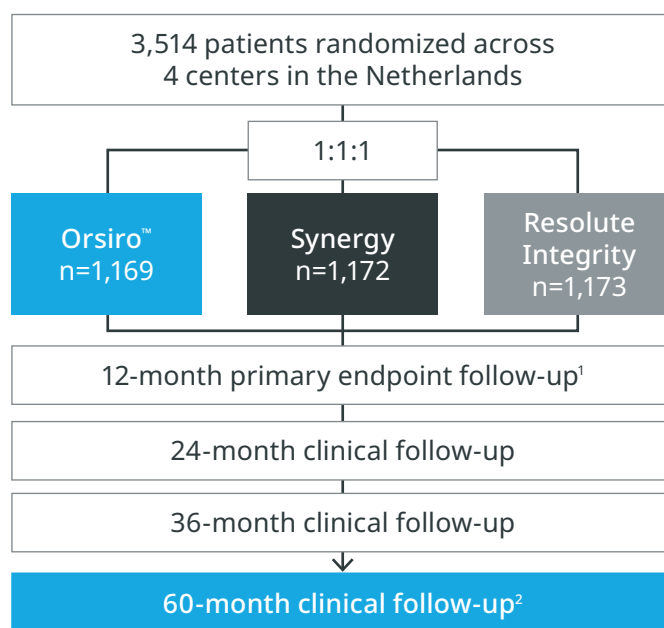 3,514 patients randomized across
4 centers in the Netherlands
1:1:1
Orsiro™
n=1,169
Synergy
n=1,172
Resolute
Integrity
n=1,173
12-month primary endpoint follow-up¹
24-month clinical follow-up
36-month clinical follow-up
60-month clinical follow-up²